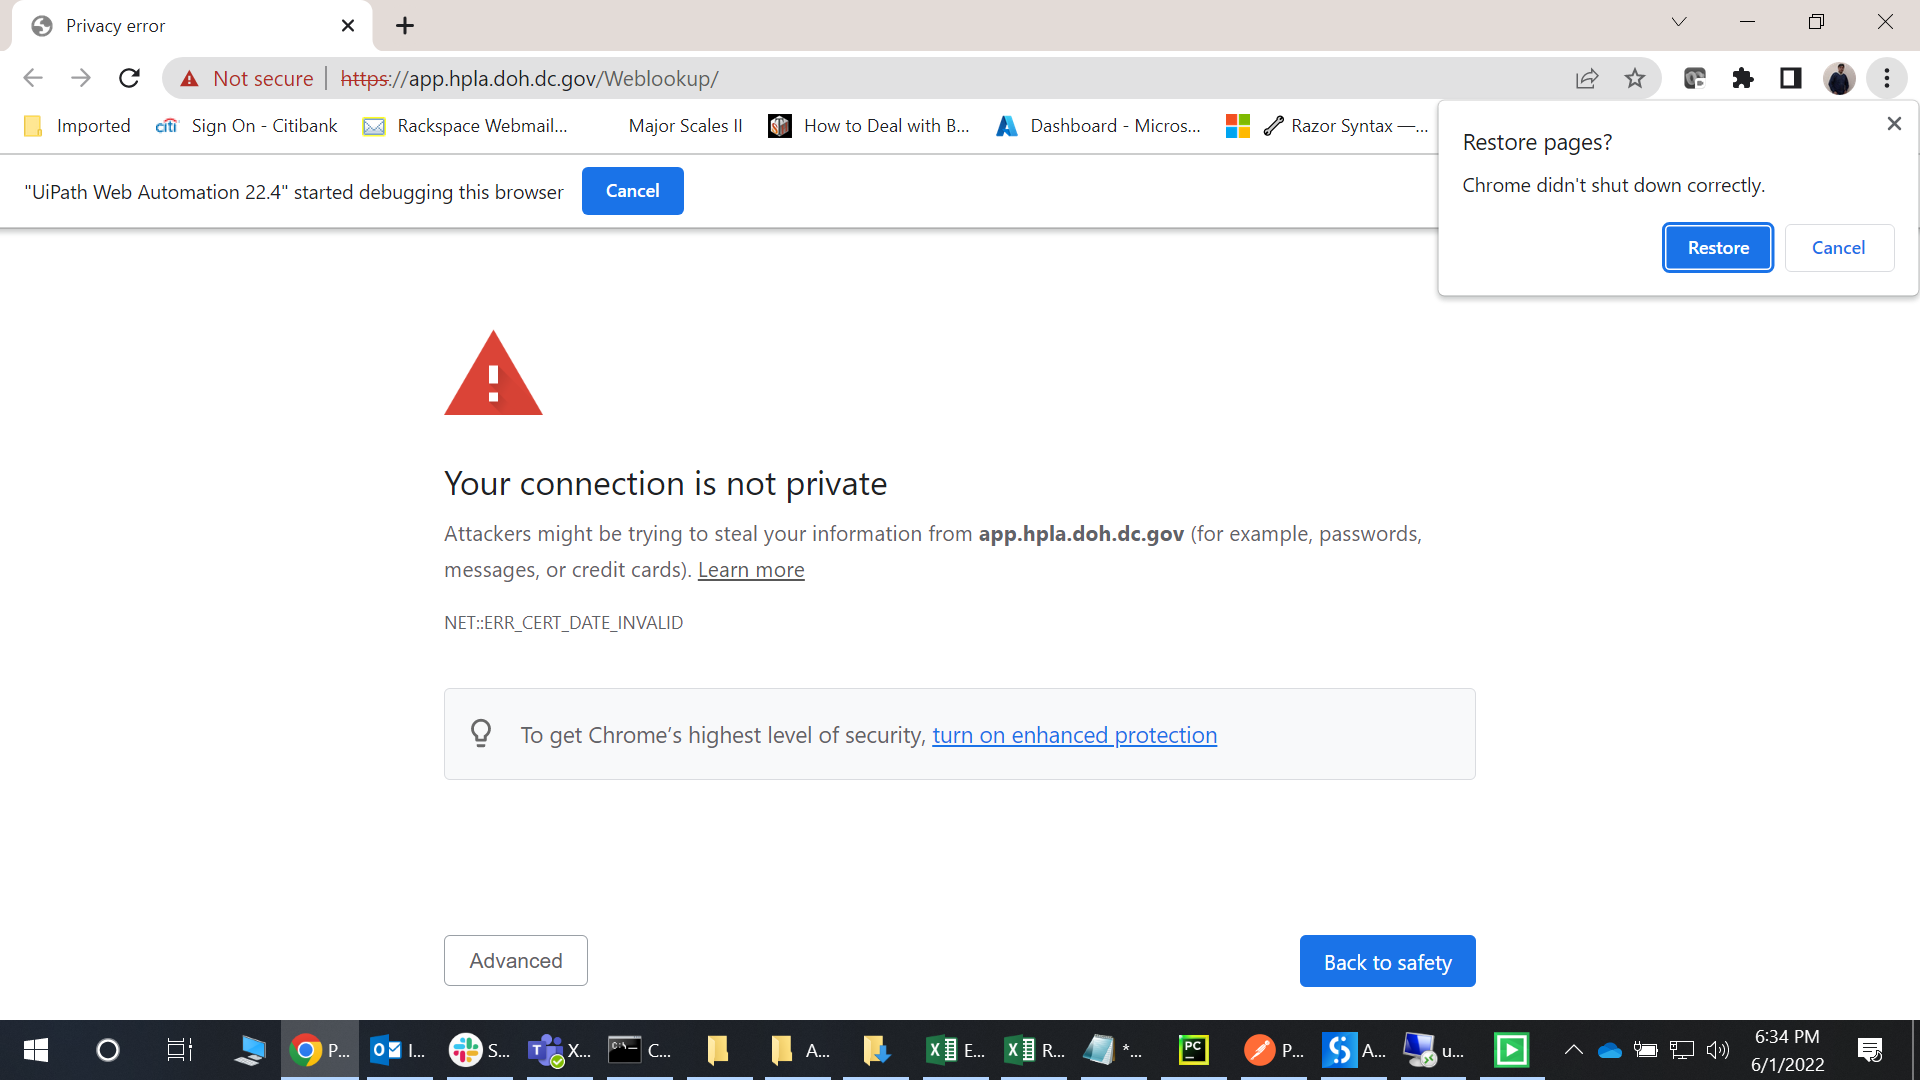 Privacy error
Not secure | https://app.hpla.doh.dc.gov/Weblookup/
Imported
citi Sign On - Citibank
Rackspace Webmail...
Major Scales II
How to Deal with B...
Dashboard - Micros...
Razor Syntax —...
"UiPath Web Automation 22.4" started debugging this browser
Cancel
Restore pages?
Chrome didn't shut down correctly.
Restore
Cancel
Your connection is not private
Attackers might be trying to steal your information from app.hpla.doh.dc.gov (for example, passwords,
messages, or credit cards). Learn more
NET::ERR_CERT_DATE_INVALID
To get Chrome's highest level of security, turn on enhanced protection
Advanced
Back to safety
P...
I...
S...
X...
C...
A...
E...
R...
*...
PC
P...
A...
u...
6:34 PM
6/1/2022